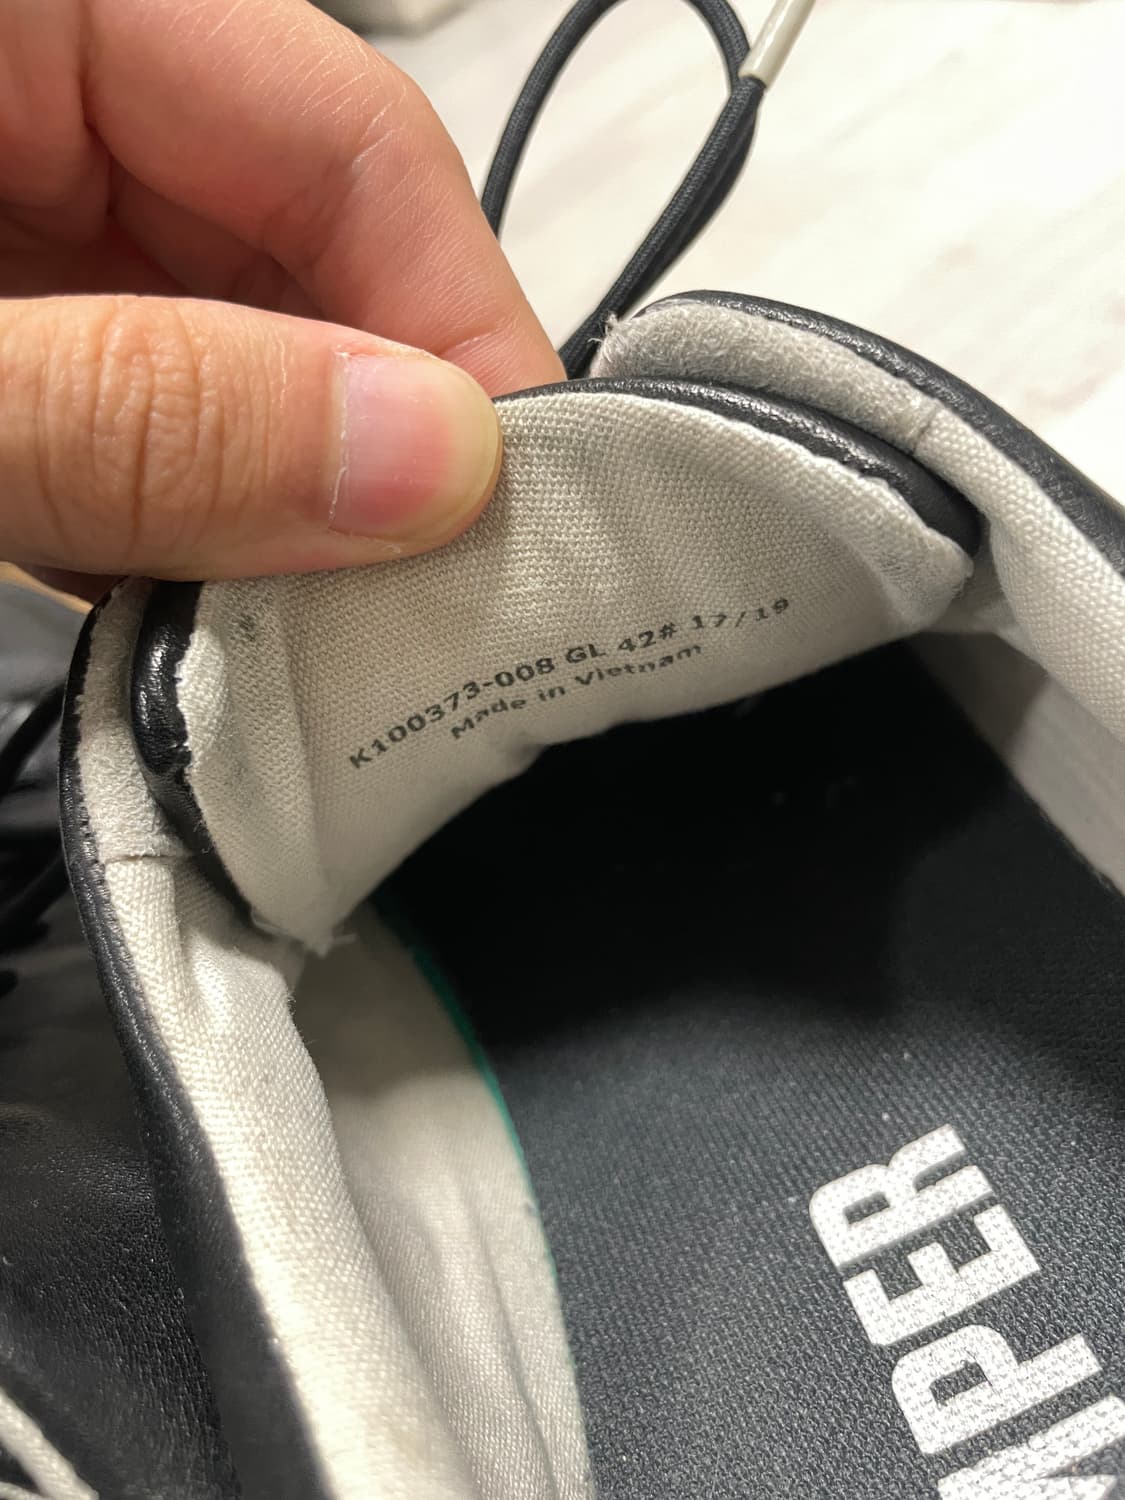 K100373-008 GL 42# 17/19
Made in Vietnam
MPER